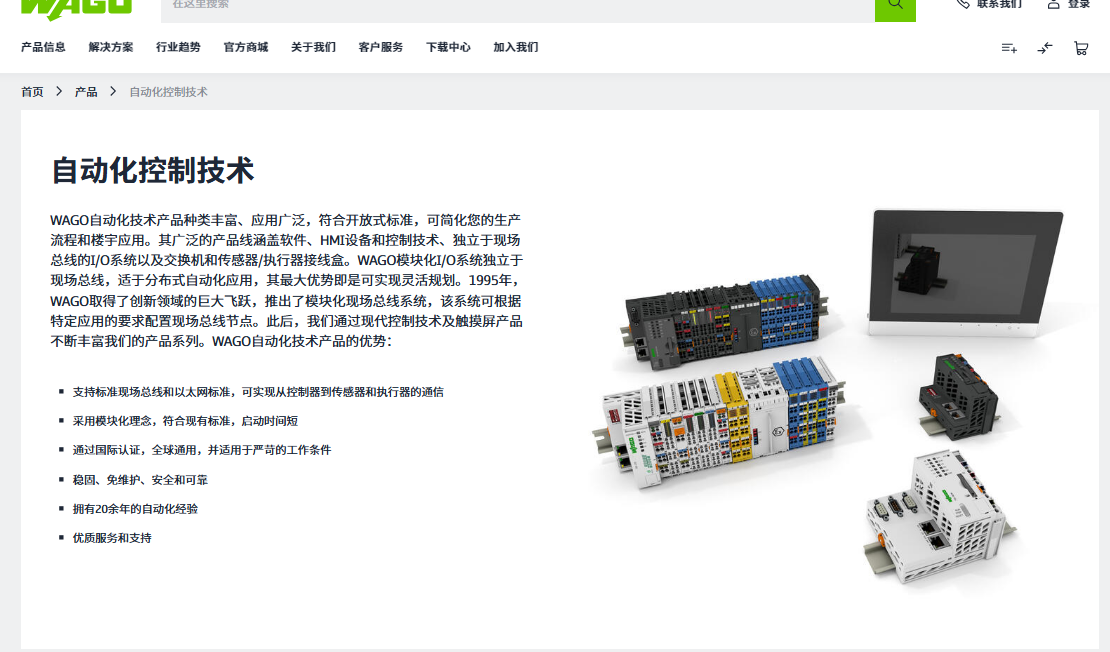 WAGO
在这里搜索
联系我们
登录
产品信息 解决方案 行业趋势 官方商城 关于我们 客户服务 下载中心 加入我们
首页 产品 自动化控制技术
自动化控制技术
WAGO自动化技术产品种类丰富、应用广泛，符合开放式标准，可简化您的生产
流程和楼宇应用。其广泛的产品线涵盖软件、HMI设备和控制技术、独立于现场
总线的I/O系统以及交换机和传感器/执行器接线盒。WAGO模块化I/O系统独立于
现场总线，适于分布式自动化应用，其最大优势即是可实现灵活规划。1995年，
WAGO取得了创新领域的巨大飞跃，推出了模块化现场总线系统，该系统可根据
特定应用的要求配置现场总线节点。此后，我们通过现代控制技术及触摸屏产品
不断丰富我们的产品系列。WAGO自动化技术产品的优势：
支持标准现场总线和以太网标准，可实现从控制器到传感器和执行器的通信
采用模块化理念，符合现有标准，启动时间短
通过国际认证，全球通用，并适用于严苛的工作条件
稳固、免维护、安全和可靠
拥有20余年的自动化经验
优质服务和支持